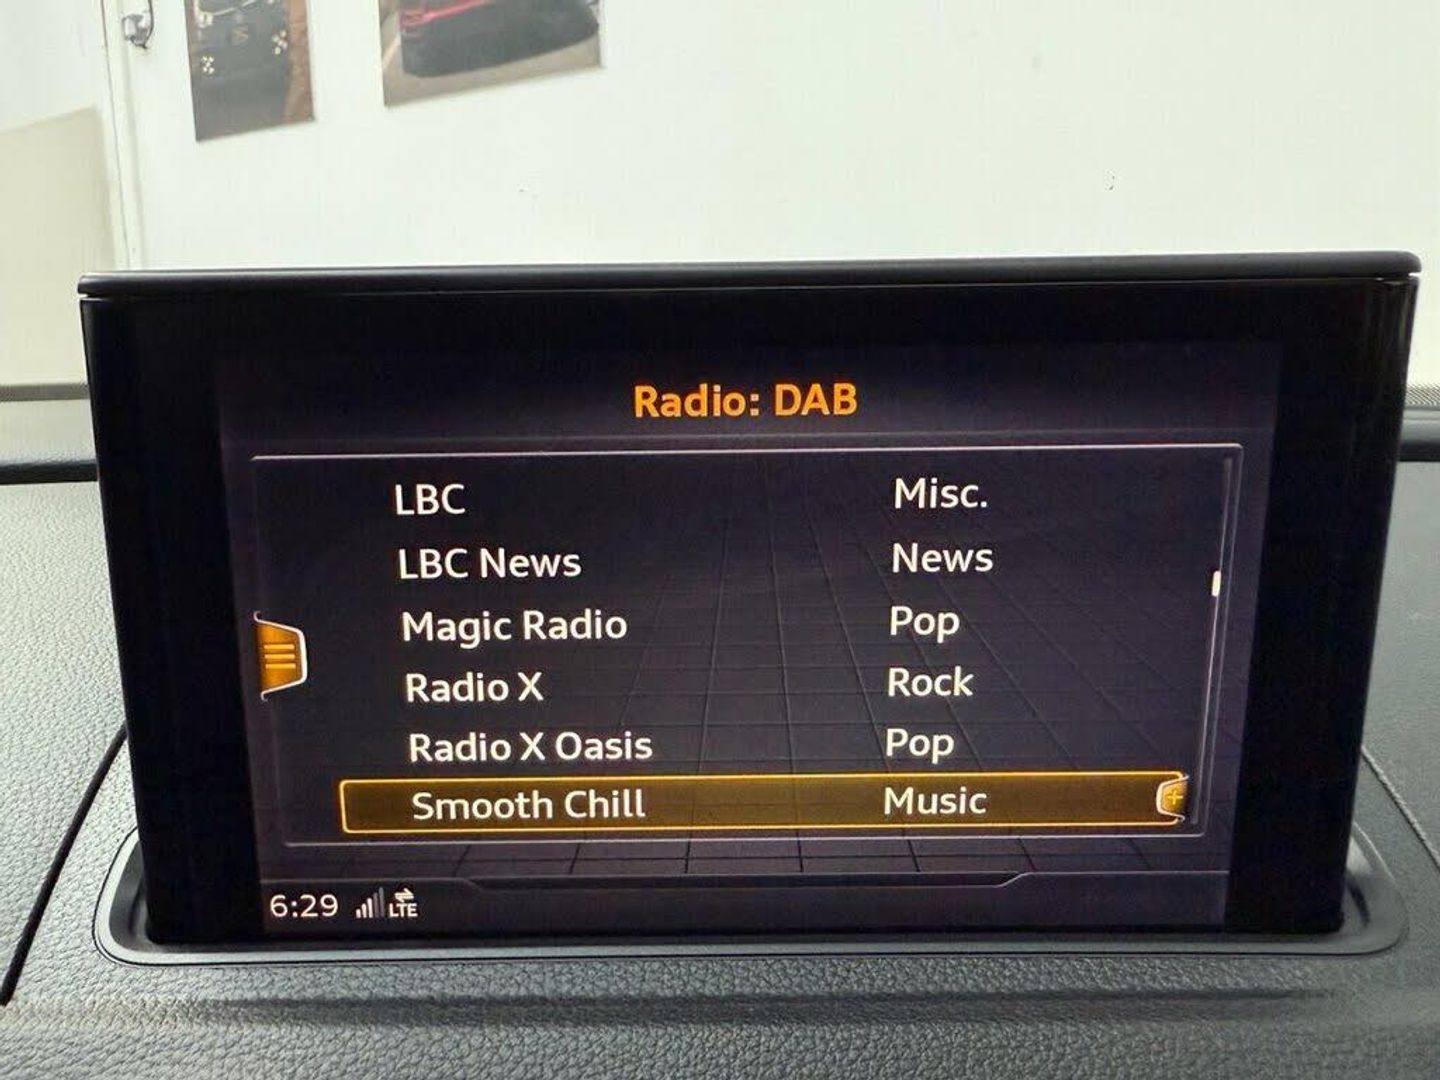 Radio: DAB
LBC Misc.
LBC News News
Magic Radio Pop
Radio X Rock
Radio X Oasis Pop
Smooth Chill Music
6:29 LTE